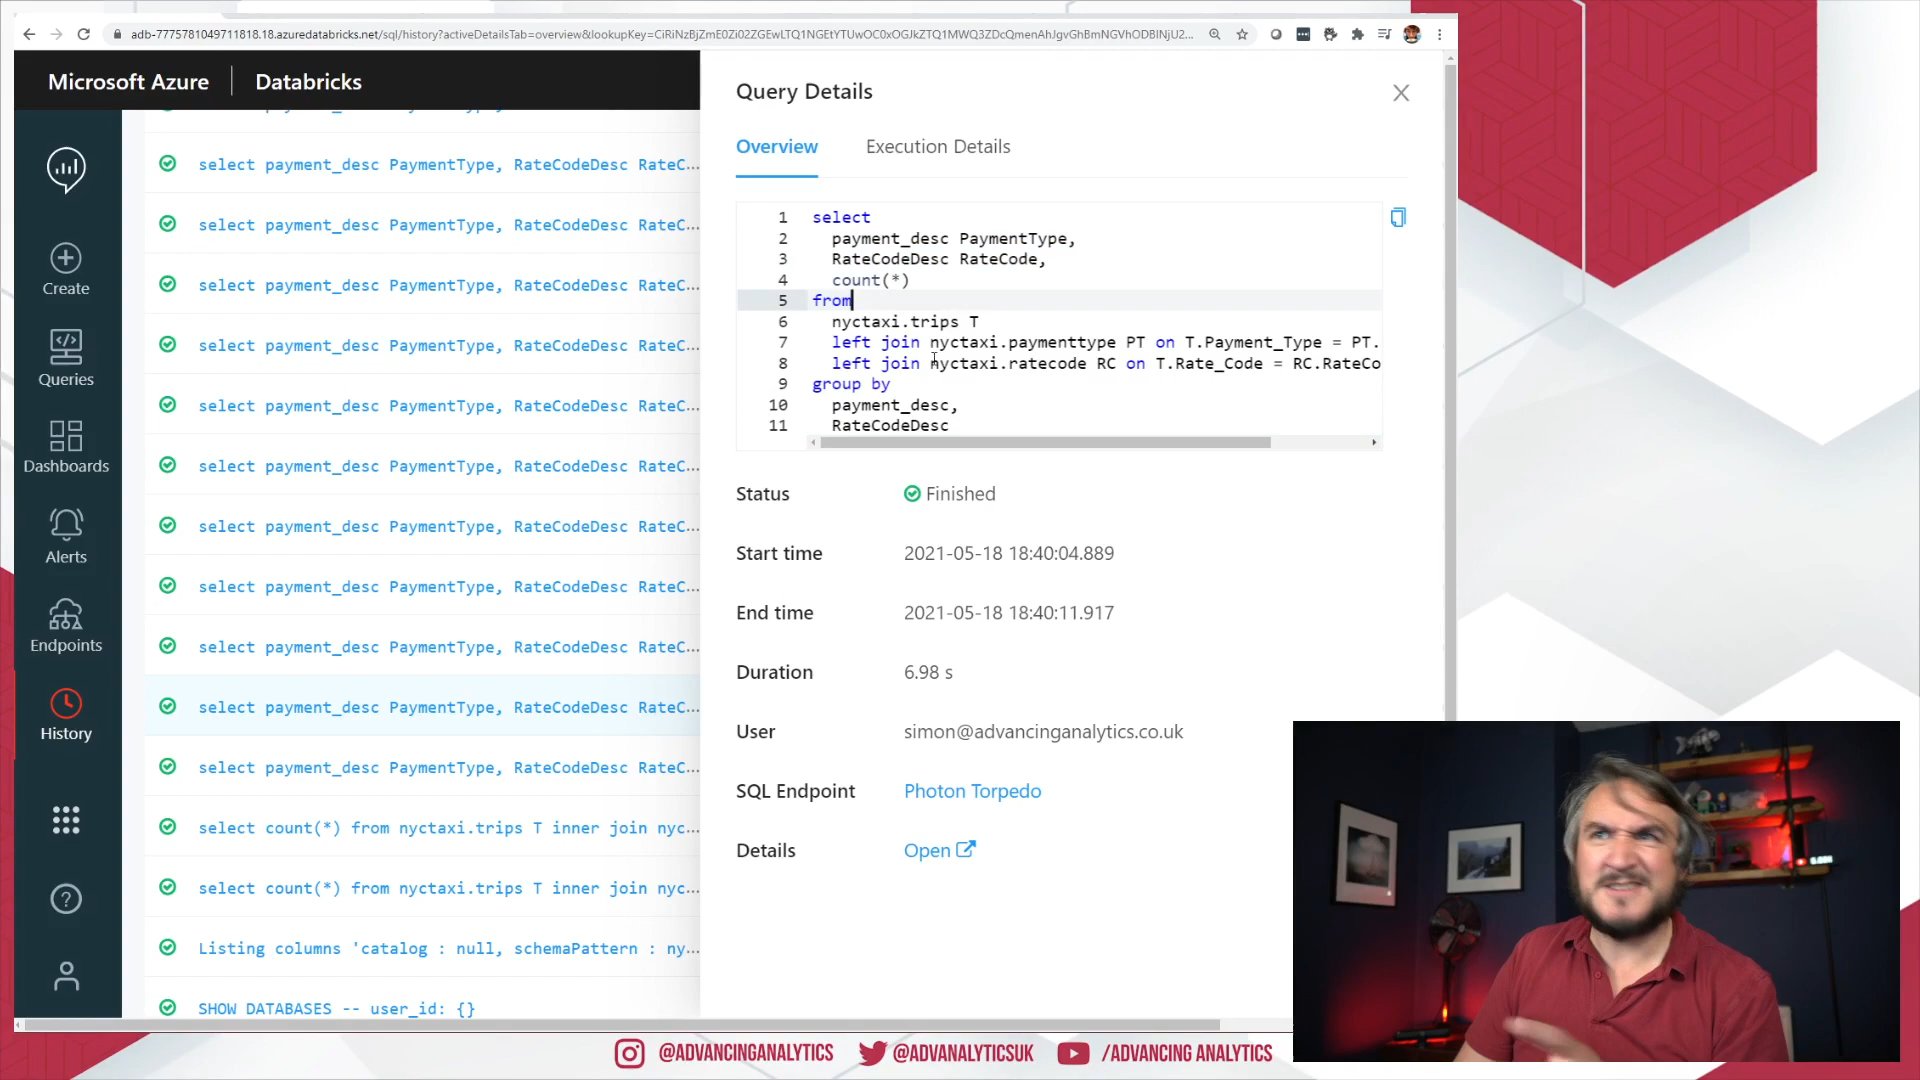 adb-7775781049711818.18.azuredatabricks.net/sql/history?activeDetailsTab=overview&lookupKey=
Microsoft Azure
Databricks
Create
Queries
Dashboards
Alerts
Endpoints
History
select payment_desc PaymentType, RateCodeDesc RateC...
select payment_desc PaymentType, RateCodeDesc RateC...
select payment_desc PaymentType, RateCodeDesc RateC...
select payment_desc PaymentType, RateCodeDesc RateC...
select payment_desc PaymentType, RateCodeDesc RateC...
select payment_desc PaymentType, RateCodeDesc RateC...
select payment_desc PaymentType, RateCodeDesc RateC...
select payment_desc PaymentType, RateCodeDesc RateC...
select payment_desc PaymentType, RateCodeDesc RateC...
select payment_desc PaymentType, RateCodeDesc RateC...
select payment_desc PaymentType, RateCodeDesc RateC...
select count(*) from nyctaxi.trips T inner join nyc...
select count(*) from nyctaxi.trips T inner join nyc...
Listing columns 'catalog : null, schemaPattern : ny...
SHOW DATABASES -- user_id: {}
Query Details
Overview
Execution Details
1 select
2 payment_desc PaymentType,
3 RateCodeDesc RateCode,
4 count(*)
5 from
6 nyctaxi.trips T
7 left join nyctaxi.paymenttype PT on T.Payment_Type = PT.
8 left join nyctaxi.ratecode RC on T.Rate_Code = RC.RateCo
9 group by
10 payment_desc,
11 RateCodeDesc
Status Finished
Start time 2021-05-18 18:40:04.889
End time 2021-05-18 18:40:11.917
Duration 6.98 s
User simon@advancinganalytics.co.uk
SQL Endpoint Photon Torpedo
Details Open
@ADVANCINGANALYTICS
@ADVANALYTICSUK
/ADVANCING ANALYTICS